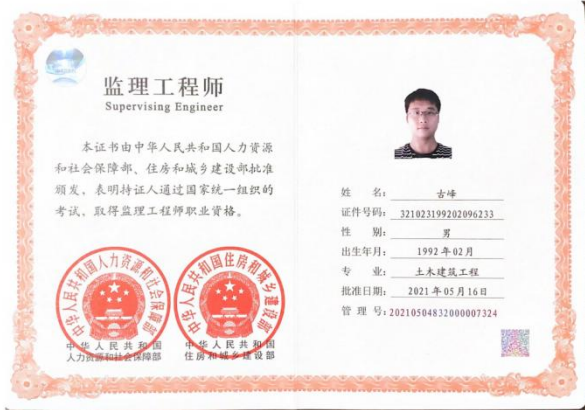 监理工程师
Supervising Engineer
本证书由中华人民共和国人力资源
和社会保障部、住房和城乡建设部批准
颁发，表明持证人通过国家统一组织的
考试，取得监理工程师职业资格。
中华人民共和国人力资源和社会保障部
中华人民共和国住房和城乡建设部
中华人民共和国
人力资源和社会保障部
中华人民共和国
住房和城乡建设部
姓 名： 古峰
证件号码： 321023199202096233
性 别： 男
出生年月： 1992年02月
专 业： 土木建筑工程
批准日期： 2021年05月16日
管 理 号： 20210504832000007324